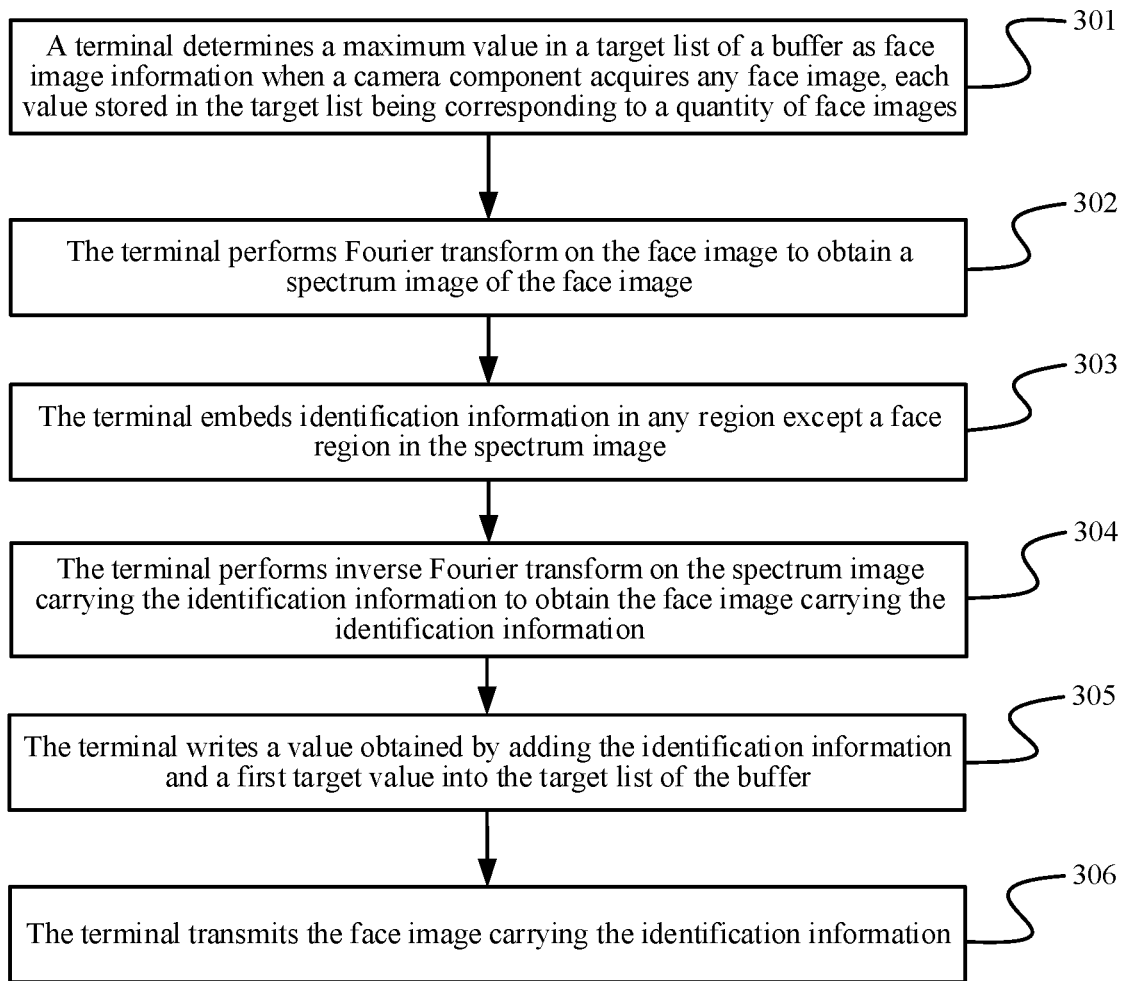 301
A terminal determines a maximum value in a target list of a buffer as face
image information when a camera component acquires any face image, each
value stored in the target list being corresponding to a quantity of face images
302
The terminal performs Fourier transform on the face image to obtain a
spectrum image of the face image
303
The terminal embeds identification information in any region except a face
region in the spectrum image
304
The terminal performs inverse Fourier transform on the spectrum image
carrying the identification information to obtain the face image carrying the
identification information
305
The terminal writes a value obtained by adding the identification information
and a first target value into the target list of the buffer
306
The terminal transmits the face image carrying the identification information